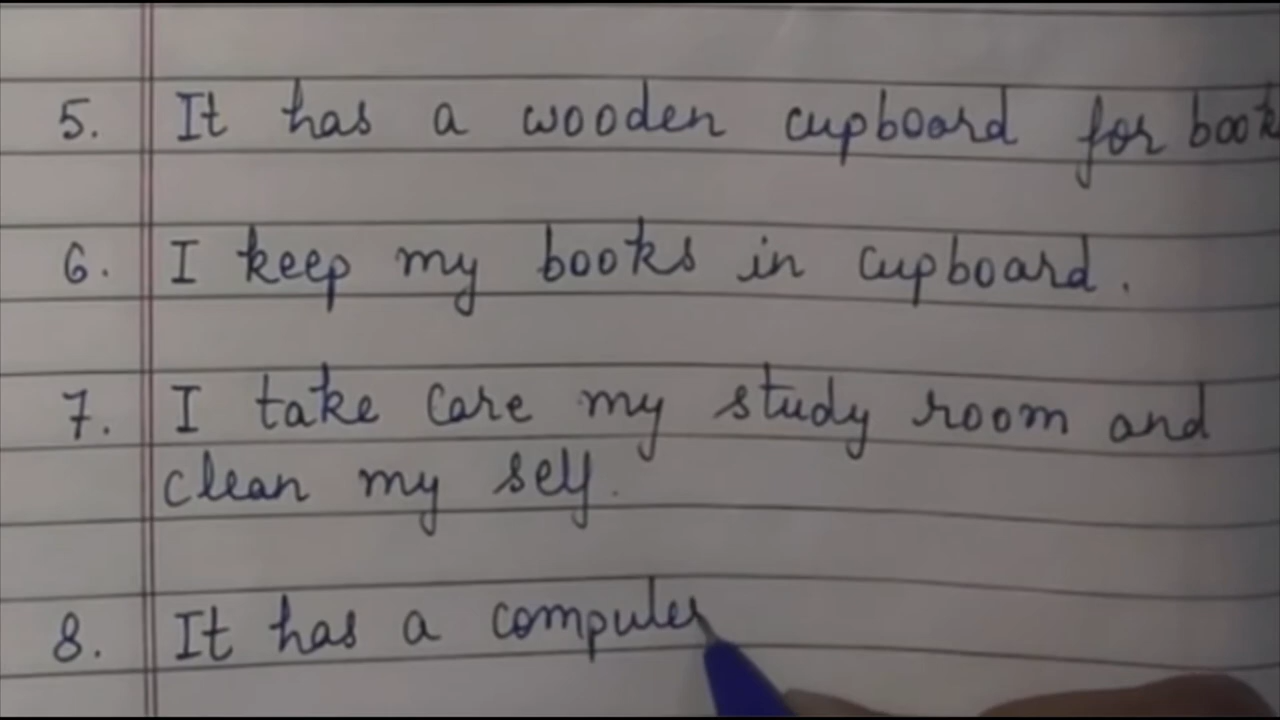 5. It has a wooden cupboard for book
6. I keep my books in cupboard.
7. I take care my study room and
clean my self.
8. It has a computer